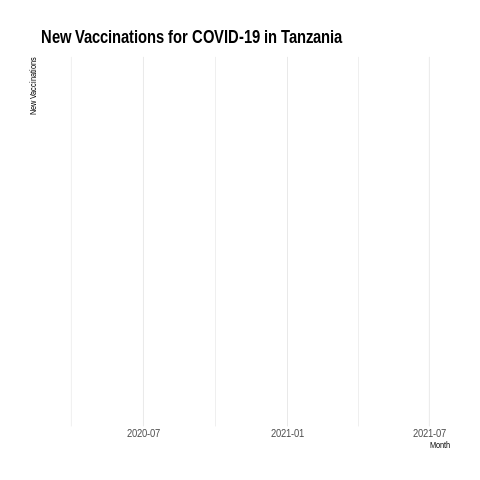 New Vaccinations for COVID-19 in Tanzania
New Vaccinations
2020-07
2021-01
2021-07
Month